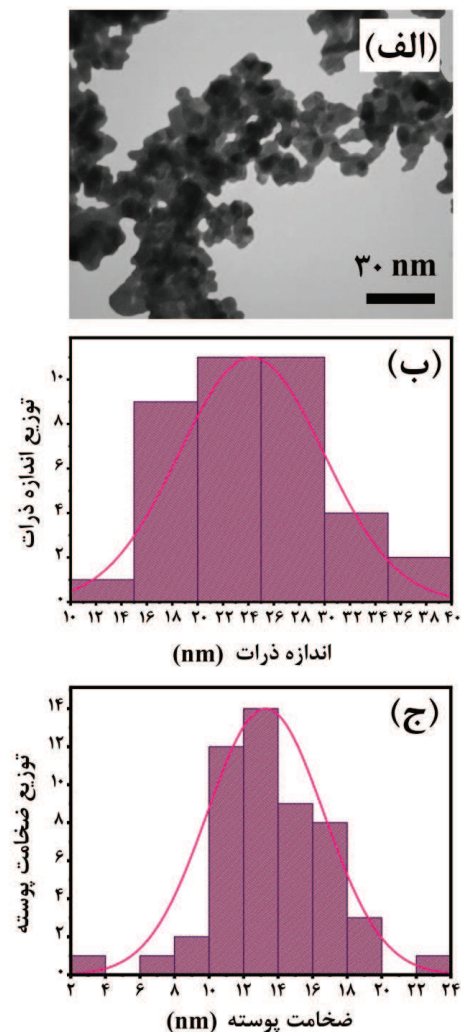 (الف)
۳۰ nm
(ب)
توزیع اندازه ذرات
۱۰
۸
۶
۴
۲
۰
۱۰ ۱۲ ۱۴ ۱۶ ۱۸ ۲۰ ۲۲ ۲۴ ۲۶ ۲۸ ۳۰ ۳۲ ۳۴ ۳۶ ۳۸ ۴۰
اندازه ذرات (nm)
(ج)
توزیع ضخامت پوسته
۱۴
۱۲
۱۰
۸
۶
۴
۲
۰
۲ ۴ ۶ ۸ ۱۰ ۱۲ ۱۴ ۱۶ ۱۸ ۲۰ ۲۲ ۲۴
ضخامت پوسته (nm)